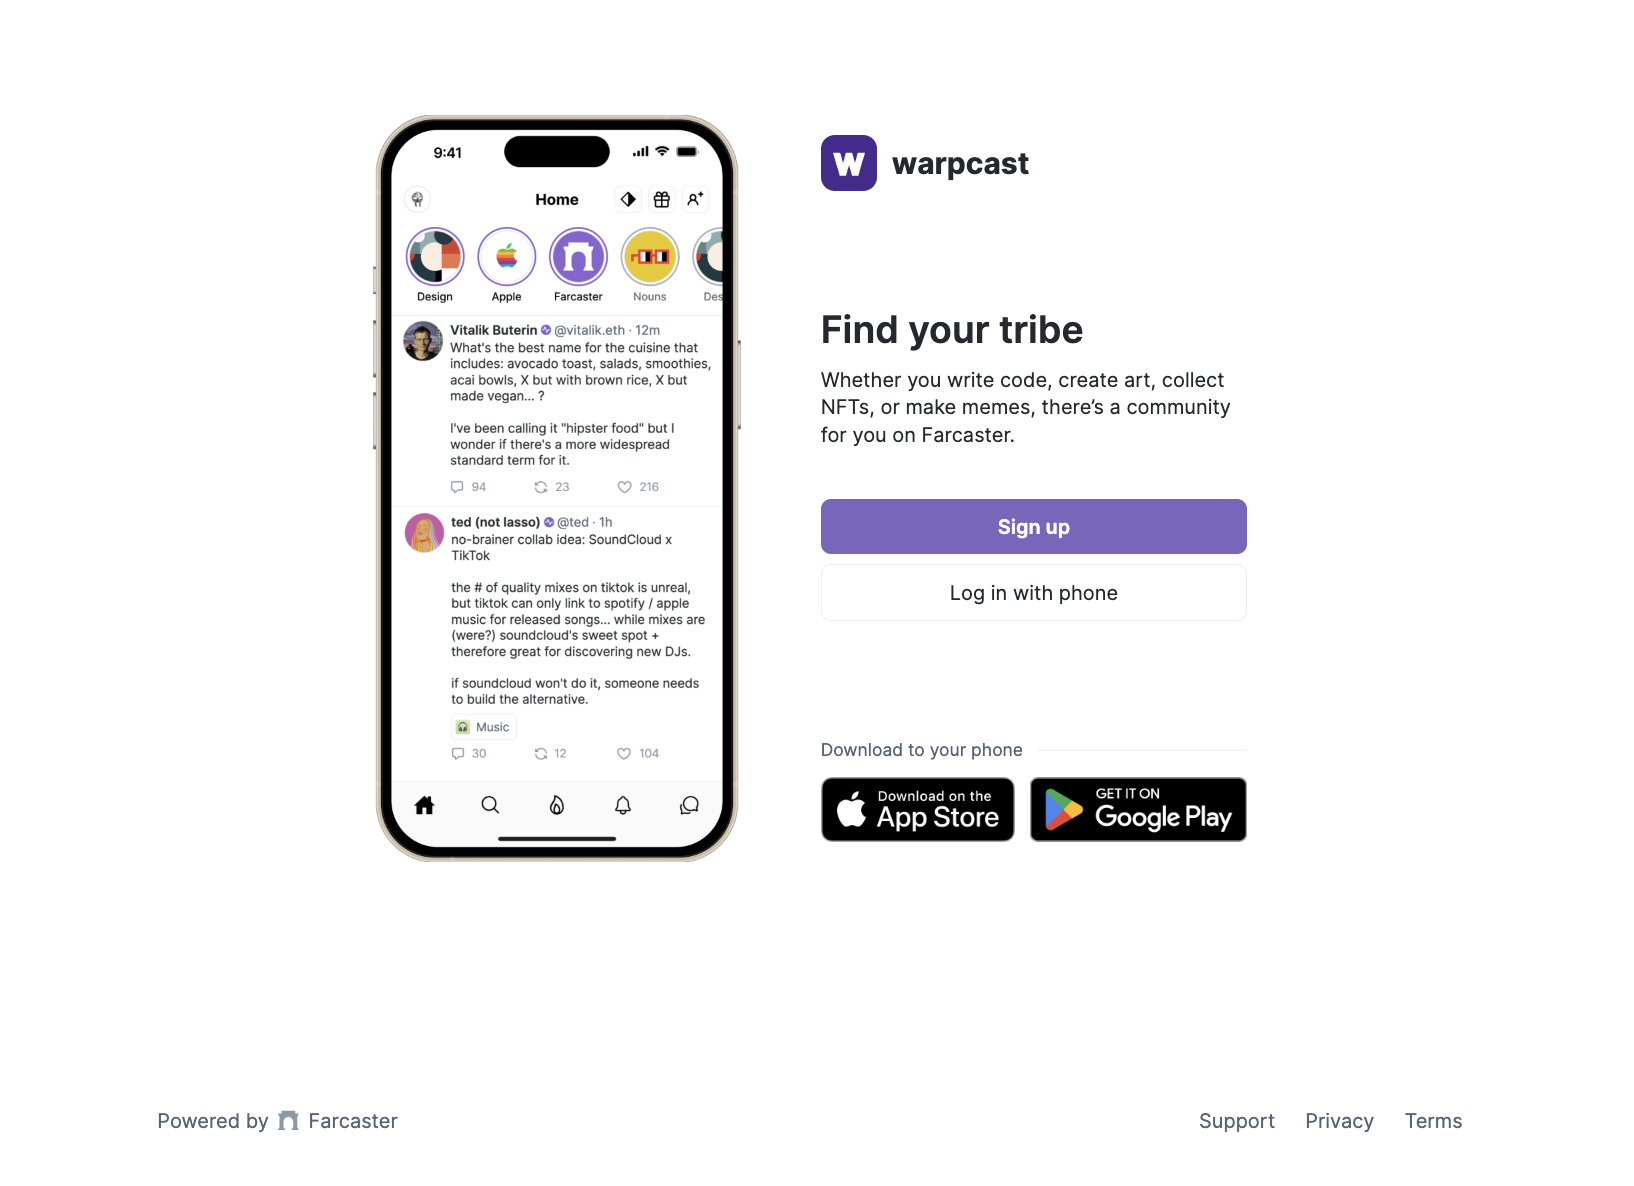 9:41
Home
Design
Apple
Farcaster
Nouns
Des
Vitalik Buterin @vitalik.eth · 12m
What's the best name for the cuisine that
includes: avocado toast, salads, smoothies,
acai bowls, X but with brown rice, X but
made vegan... ?
I've been calling it "hipster food" but I
wonder if there's a more widespread
standard term for it.
94 23 216
ted (not lasso) @ted · 1h
no-brainer collab idea: SoundCloud x
TikTok
the # of quality mixes on tiktok is unreal,
but tiktok can only link to spotify / apple
music for released songs... while mixes are
(were?) soundcloud's sweet spot +
therefore great for discovering new DJs.
if soundcloud won't do it, someone needs
to build the alternative.
Music
30 12 104
W warpcast
Find your tribe
Whether you write code, create art, collect
NFTs, or make memes, there’s a community
for you on Farcaster.
Sign up
Log in with phone
Download to your phone
Download on the
App Store
GET IT ON
Google Play
Powered by Farcaster
Support Privacy Terms